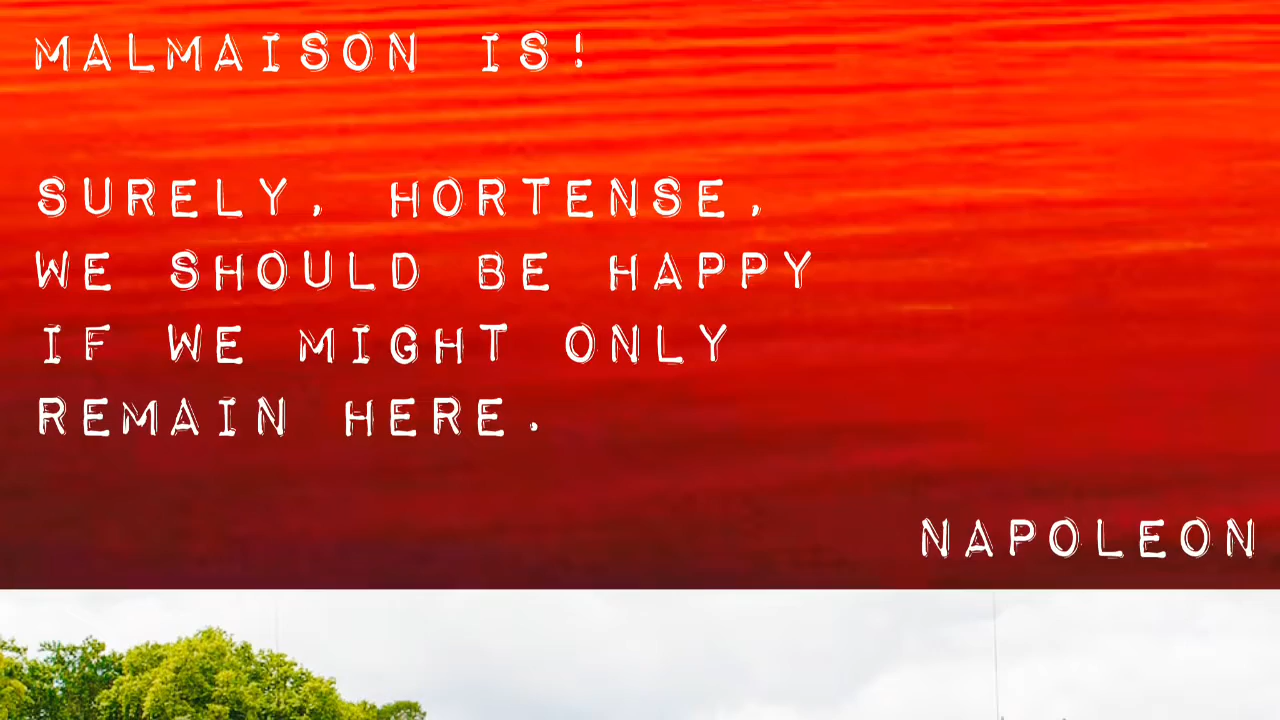 MALMAISON IS!
SURELY, HORTENSE,
WE SHOULD BE HAPPY
IF WE MIGHT ONLY
REMAIN HERE.
NAPOLEON